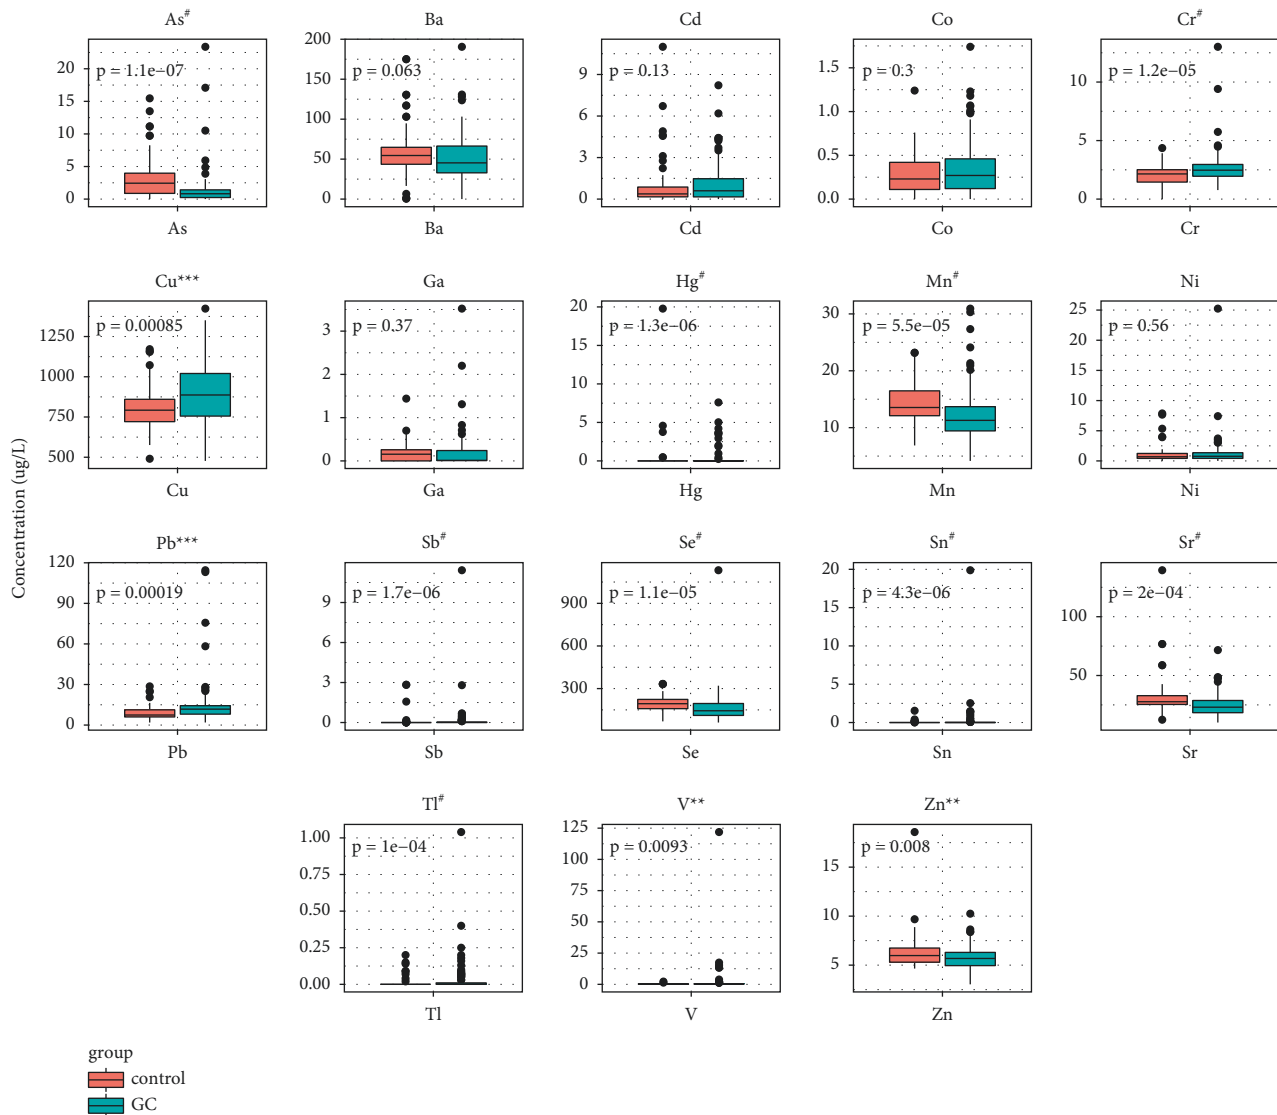 As# Ba Cd Co Cr#
p = 1.1e−07 p = 0.063 p = 0.13 p = 0.3 p = 1.2e−05
25 20 15 10 5 0
200 150 100 50 0
9 6 3 0
1.5 1.0 0.5 0.0
10 5 0
As Ba Cd Co Cr
Cu*** Ga Hg# Mn# Ni
p = 0.00085 p = 0.37 p = 1.3e−06 p = 5.5e−05 p = 0.56
1250 1000 750 500
3 2 1 0
20 15 10 5 0
30 20 10
25 20 15 10 5 0
Cu Ga Hg Mn Ni
Concentration (ug/L)
Pb*** Sb# Se# Sn# Sr#
p = 0.00019 p = 1.7e−06 p = 1.1e−05 p = 4.3e−06 p = 2e−04
120 90 60 30 0
9 6 3 0
900 600 300
20 15 10 5 0
100 50
Pb Sb Se Sn Sr
Tl# V** Zn**
p = 1e−04 p = 0.0093 p = 0.008
1.00 0.75 0.50 0.25 0.00
125 100 75 50 25 0
15 10 5
Tl V Zn
group
control
GC